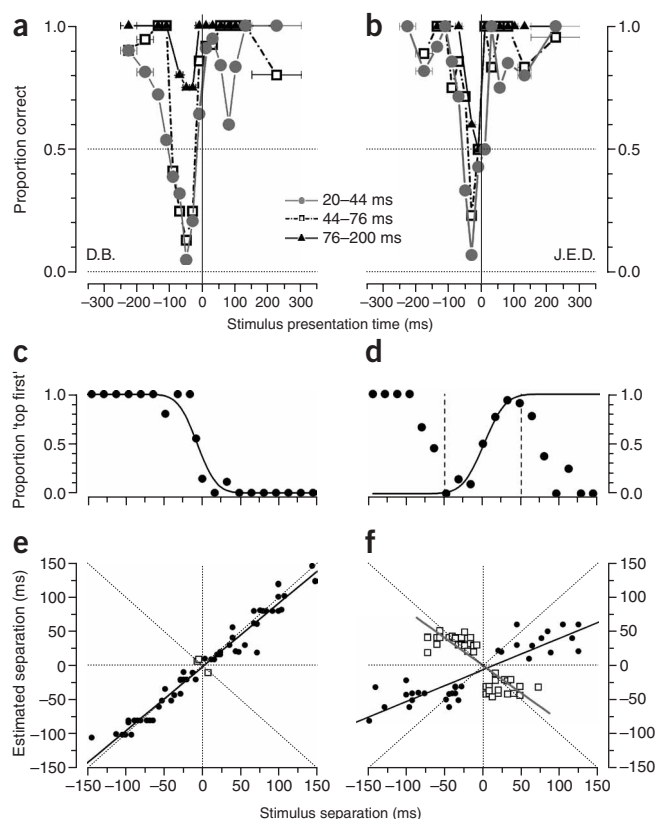 a
b
1.0
0.5
0.0
Proportion correct
D.B.
20–44 ms
44–76 ms
76–200 ms
1.0
0.5
0.0
J.E.D.
−300 −200 −100 0 100 200 300
−300 −200 −100 0 100 200 300
Stimulus presentation time (ms)
c
d
1.0
0.5
0.0
Proportion 'top first'
1.0
0.5
0.0
e
f
150
100
50
0
−50
−100
−150
Estimated separation (ms)
150
100
50
0
−50
−100
−150
−150 −100 −50 0 50 100 150
−150 −100 −50 0 50 100 150
Stimulus separation (ms)